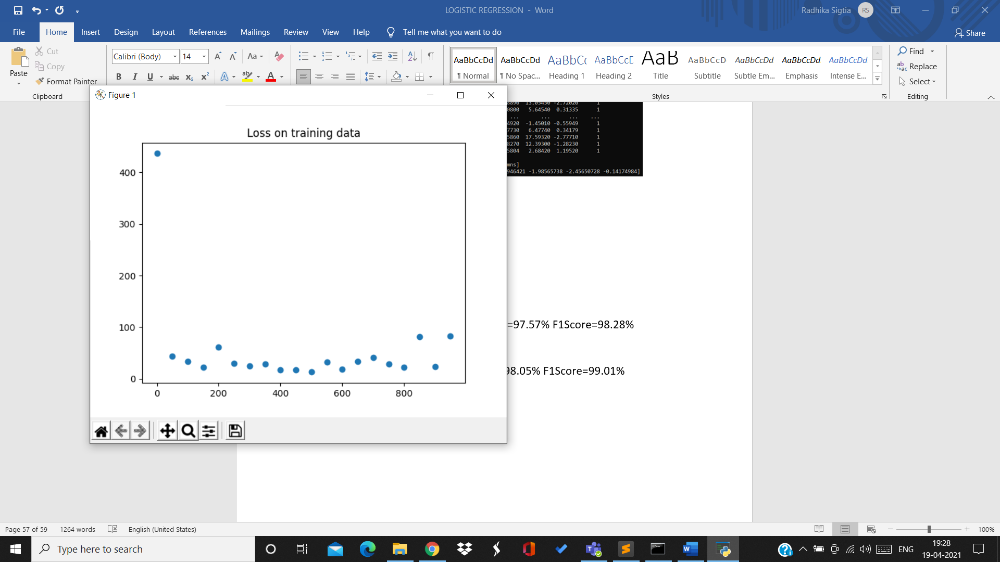 LOGISTIC REGRESSION - Word
Radhika Sigtia RS
File Home Insert Design Layout References Mailings Review View Help Tell me what you want to do Share
Paste
Cut
Copy
Format Painter
Clipboard
Calibri (Body) 14
AaBbCcDd AaBbCcDd AaBbC AaBbCcD AaB AaBbCcD AaBbCcDd AaBbCcDd AaBbCcDd
¶ Normal ¶ No Spac... Heading 1 Heading 2 Title Subtitle Subtle Em... Emphasis Intense E...
Styles
Find
Replace
Select
Editing
Figure 1
Loss on training data
400
300
200
100
0
0 200 400 600 800
8890 13.05450 -2.72020 1
0800 5.64540 0.31335 1
... ... ... ...
4920 -1.45010 -0.55949 1
7730 6.47740 0.34179 1
5860 17.59320 -2.77710 1
8270 12.39300 -1.28230 1
5804 2.68420 1.19520 1
mns]
946421 -1.98565738 -2.45650728 -0.14174984]
=97.57% F1Score=98.28%
98.05% F1Score=99.01%
Page 57 of 59 1264 words English (United States) 100%
Type here to search
ENG
19:28
19-04-2021